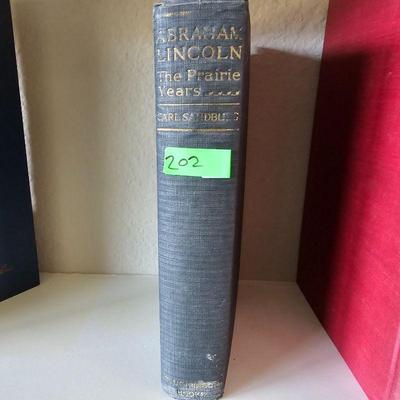 ABRAHAM
LINCOLN
The Prairie
Years
CARL SANDBURG
202